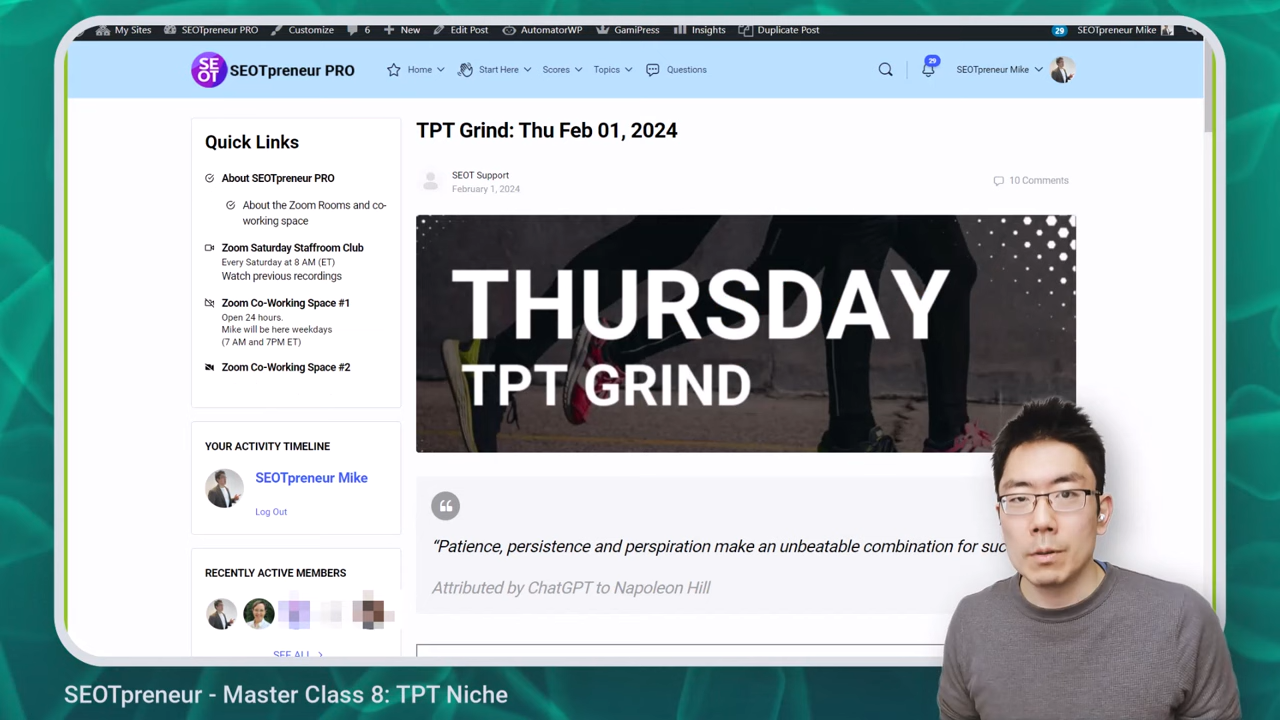 My Sites SEOTpreneur PRO Customize 6 New Edit Post AutomatorWP GamiPress Insights Duplicate Post 29 SEOTpreneur Mike
SE
OT
SEOTpreneur PRO Home Start Here Scores Topics Questions 29 SEOTpreneur Mike
Quick Links
About SEOTpreneur PRO
About the Zoom Rooms and co-
working space
Zoom Saturday Staffroom Club
Every Saturday at 8 AM (ET)
Watch previous recordings
Zoom Co-Working Space #1
Open 24 hours.
Mike will be here weekdays
(7 AM and 7PM ET)
Zoom Co-Working Space #2
YOUR ACTIVITY TIMELINE
SEOTpreneur Mike
Log Out
RECENTLY ACTIVE MEMBERS
SEE ALL
TPT Grind: Thu Feb 01, 2024
SEOT Support
February 1, 2024
10 Comments
THURSDAY
TPT GRIND
“Patience, persistence and perspiration make an unbeatable combination for
Attributed by ChatGPT to Napoleon Hill
SEOTpreneur - Master Class 8: TPT Niche